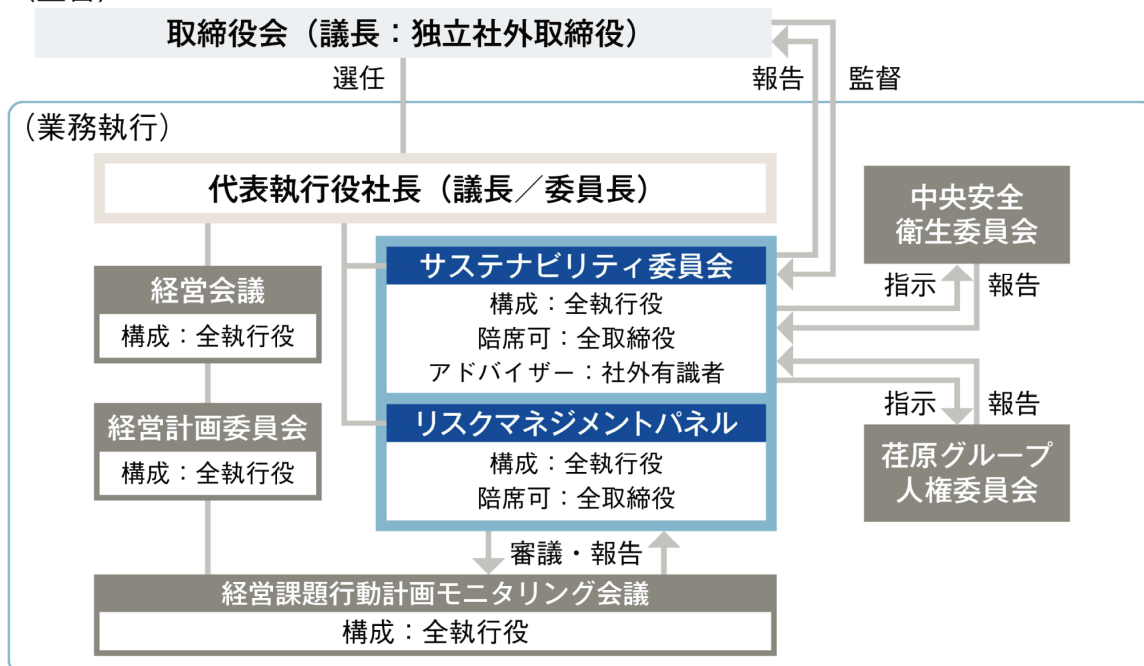 取締役会（議長：独立社外取締役）
選任
報告
監督
（業務執行）
代表執行役社長（議長／委員長）
中央安全
衛生委員会
サステナビリティ委員会
構成：全執行役
陪席可：全取締役
アドバイザー：社外有識者
指示
報告
経営会議
構成：全執行役
経営計画委員会
構成：全執行役
リスクマネジメントパネル
構成：全執行役
陪席可：全取締役
指示
報告
荏原グループ
人権委員会
審議・報告
経営課題行動計画モニタリング会議
構成：全執行役